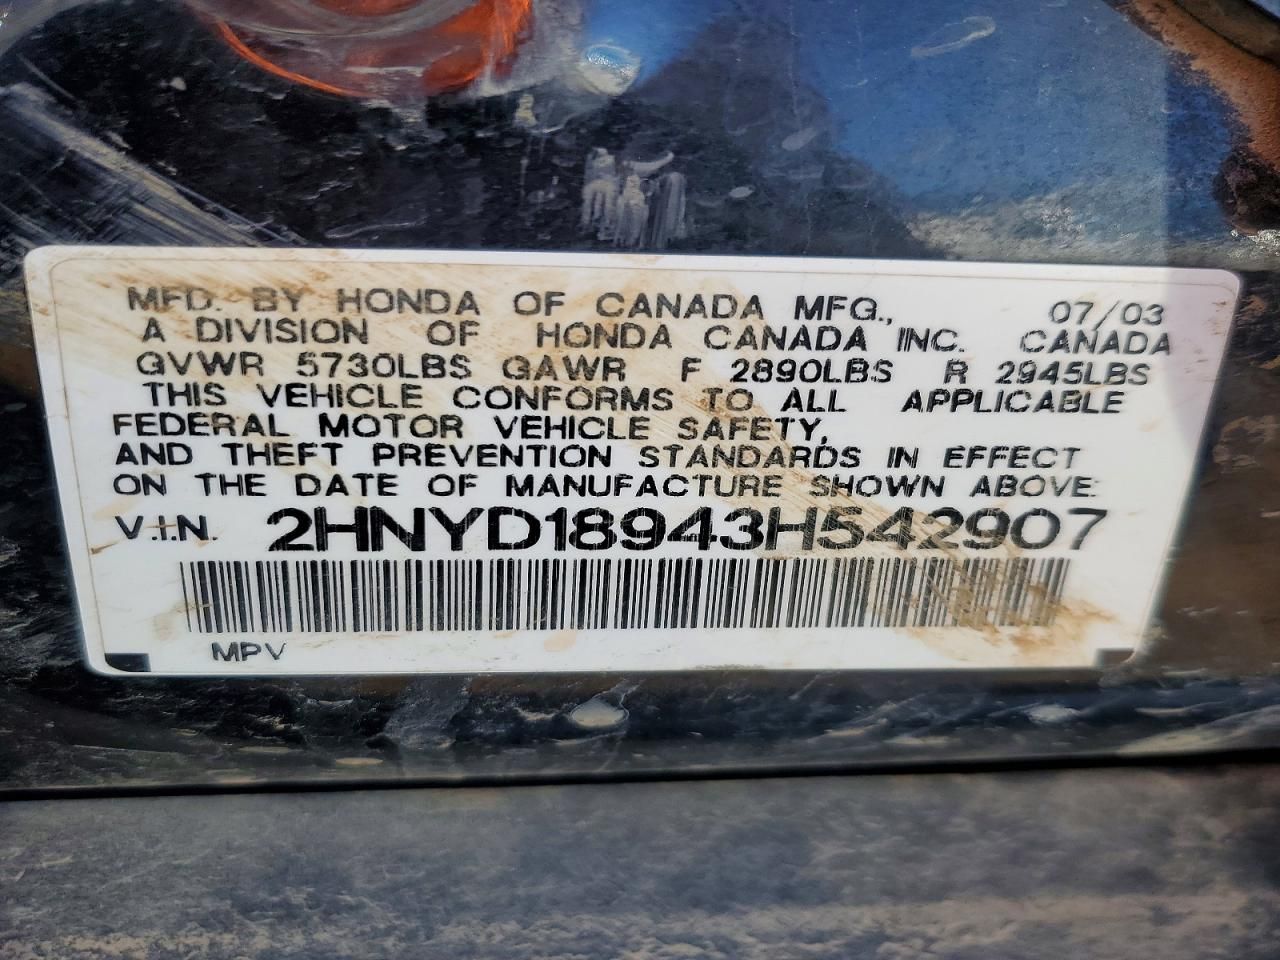 MFD. BY HONDA OF CANADA MFG., 07/03
A DIVISION OF HONDA CANADA INC. CANADA
GVWR 5730LBS GAWR F 2890LBS R 2945LBS
THIS VEHICLE CONFORMS TO ALL APPLICABLE
FEDERAL MOTOR VEHICLE SAFETY,
AND THEFT PREVENTION STANDARDS IN EFFECT
ON THE DATE OF MANUFACTURE SHOWN ABOVE.
V.I.N. 2HNYD18943H542907
MPV